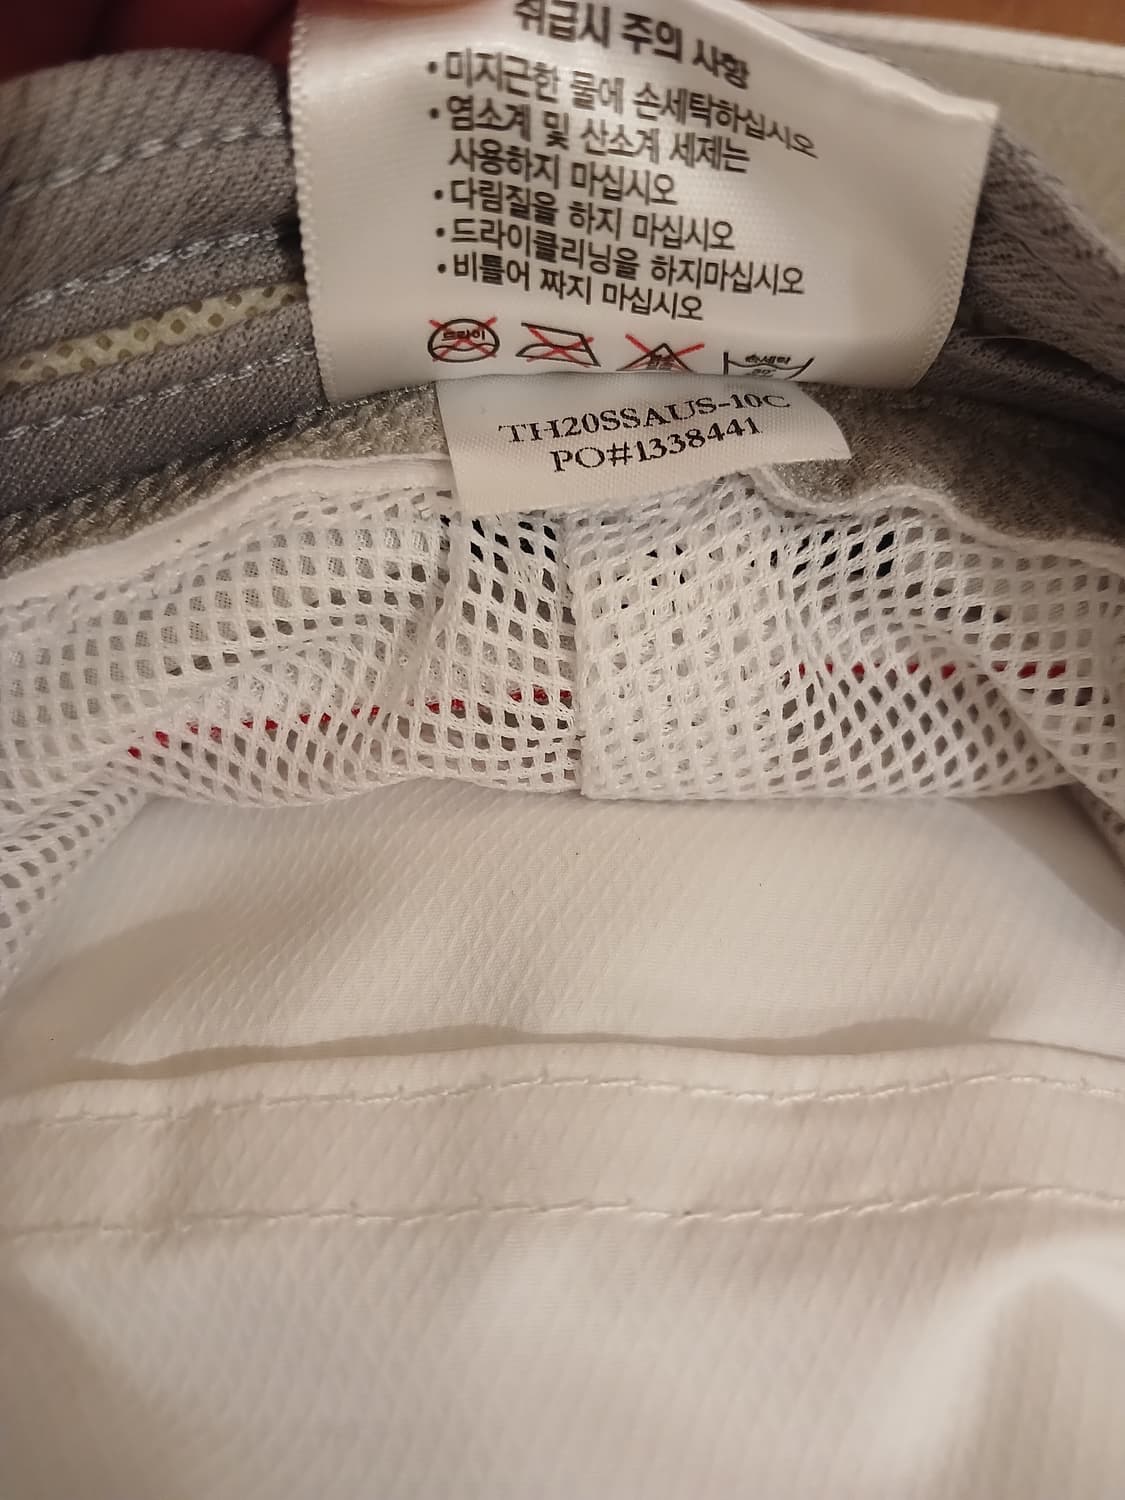 취급시 주의 사항
• 미지근한 물에 손세탁하십시오
• 염소계 및 산소계 세제는
사용하지 마십시오
• 다림질을 하지 마십시오
• 드라이클리닝을 하지마십시오
• 비틀어 짜지 마십시오
드라이
손세탁
TH20SSAUS-10C
PO#1338441